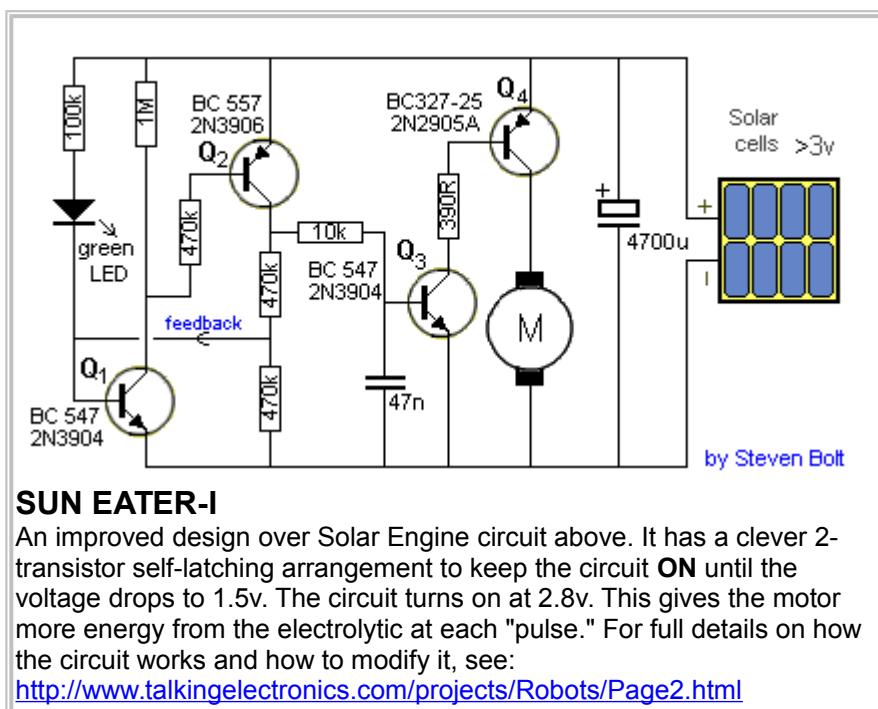 BC 557
2N3906
Q2
BC327-25
2N2905A
Q4
Solar
cells >3v
100k
1M
green
LED
470k
10k
390R
+
4700u
+
I
BC 547
2N3904
Q3
470k
feedback
M
Q1
BC 547
2N3904
470k
47n
by Steven Bolt
SUN EATER-I
An improved design over Solar Engine circuit above. It has a clever 2-
transistor self-latching arrangement to keep the circuit ON until the
voltage drops to 1.5v. The circuit turns on at 2.8v. This gives the motor
more energy from the electrolytic at each "pulse." For full details on how
the circuit works and how to modify it, see:
http://www.talkingelectronics.com/projects/Robots/Page2.html